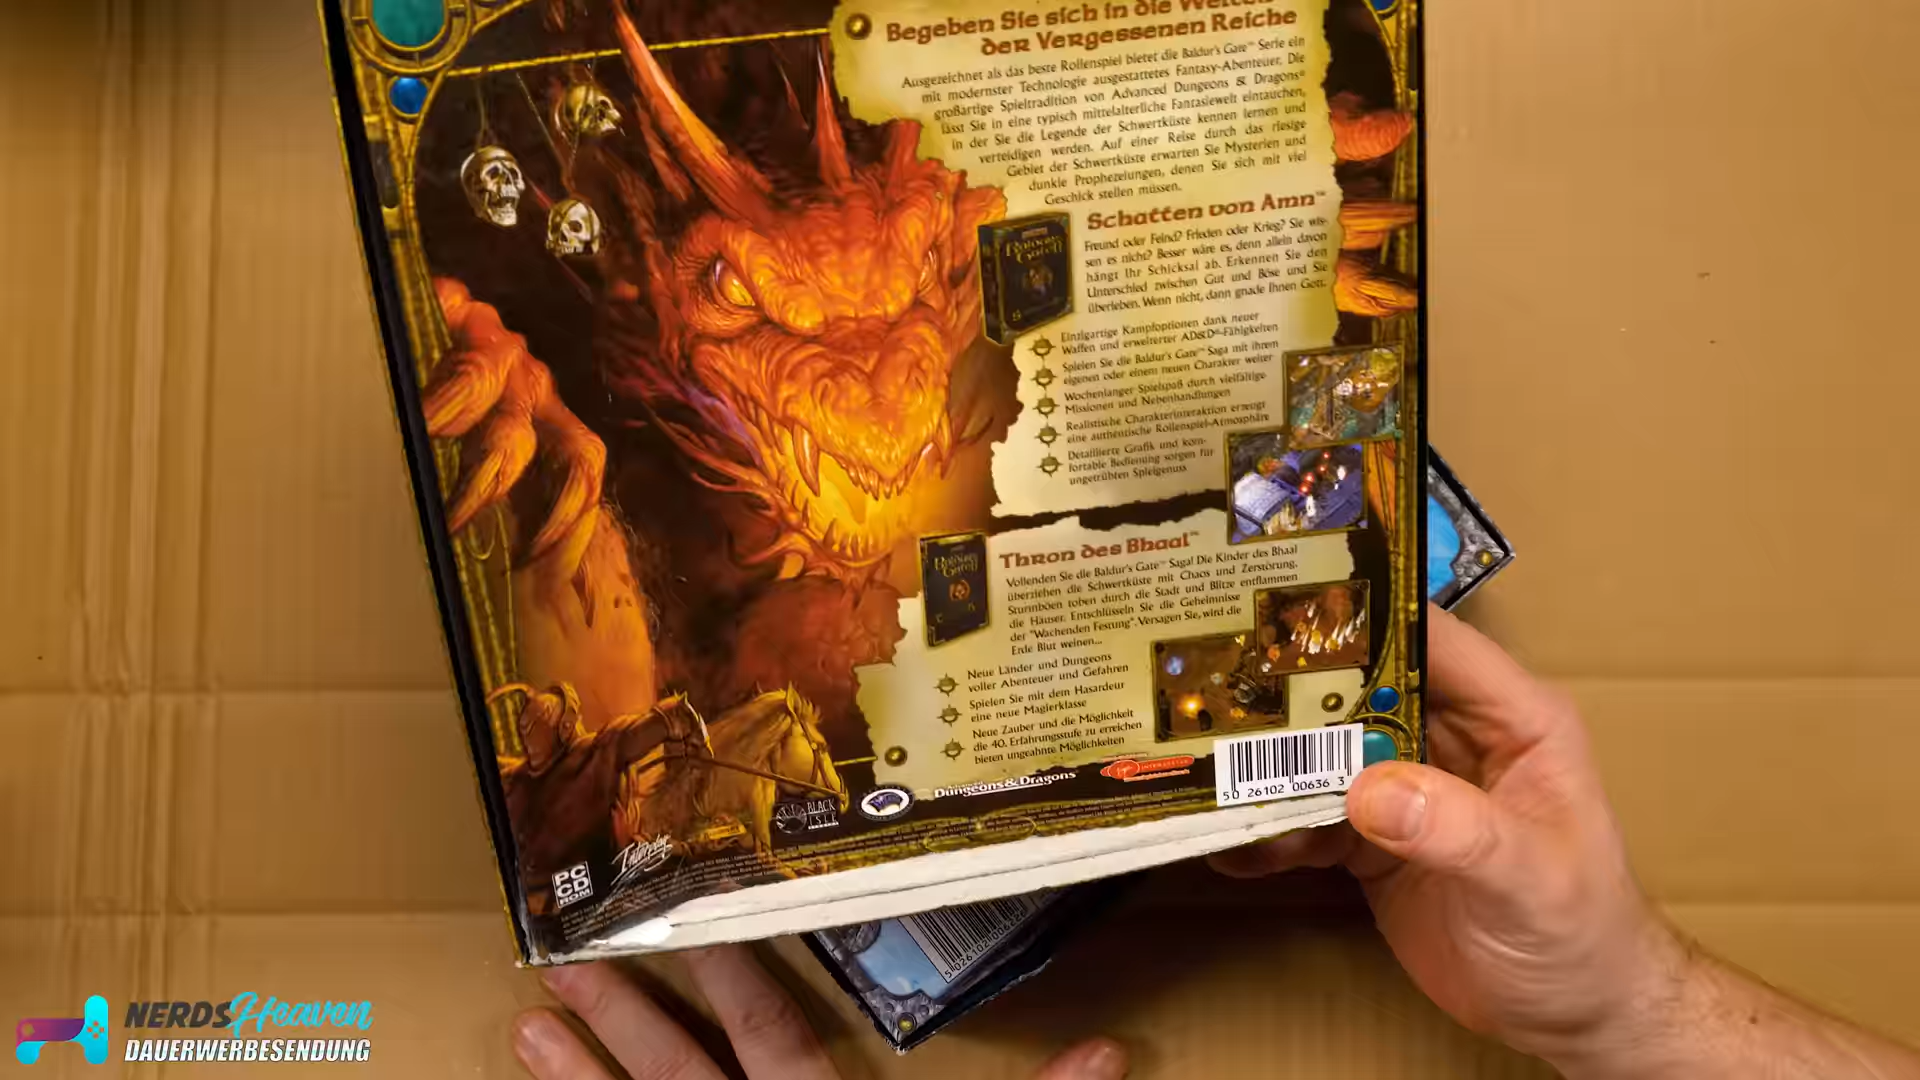 Begeben Sie sich in die Welten
der Vergessenen Reiche
Ausgezeichnet als das beste Rollenspiel bietet die Baldur's Gate™ Serie ein
mit modernster Technologie ausgestattetes Fantasy-Abenteuer. Die
großartige Spieltradition von Advanced Dungeons & Dragons®
lässt Sie in eine typisch mittelalterliche Fantasiewelt eintauchen,
in der Sie die Legende der Schwertküste kennen lernen und
verteidigen werden. Auf einer Reise durch das riesige
Gebiet der Schwertküste erwarten Sie Mysterien und
dunkle Prophezeiungen, denen Sie sich mit viel
Geschick stellen müssen.
Schatten von Amn™
Freund oder Feind? Frieden oder Krieg? Sie wis-
sen es nicht? Besser wäre es, denn allein davon
hängt Ihr Schicksal ab. Erkennen Sie den
Unterschied zwischen Gut und Böse und Sie
überleben. Wenn nicht, dann gnade Ihnen Gott.
Einzigartige Kampfoptionen dank neuer
Waffen und erweiterter AD&D®-Fähigkeiten
Spielen Sie die Baldur's Gate™ Saga mit ihrem
eigenen oder einem neuen Charakter weiter
Wochenlanger Spielspaß durch vielfältige
Missionen und Nebenhandlungen
Realistische Charakterinteraktion erzeugt
eine authentische Rollenspiel-Atmosphäre
Detaillierte Grafik und kom-
fortable Bedienung sorgen für
ungetrübten Spielgenuss
Thron des Bhaal™
Vollenden Sie die Baldur's Gate™ Saga! Die Kinder des Bhaal
überziehen die Schwertküste mit Chaos und Zerstörung.
Sturmböen toben durch die Stadt und Blitze entflammen
die Häuser. Entschlüsseln Sie die Geheimnisse
der "Wachenden Festung". Versagen Sie, wird die
Erde Blut weinen...
Neue Länder und Dungeons
voller Abenteuer und Gefahren
Spielen Sie mit dem Hasardeur
eine neue Magierklasse
Neue Zauber und die Möglichkeit
die 40. Erfahrungsstufe zu erreichen
bieten ungeahnte Möglichkeiten
Baldur's
Gate II
Baldur's
Gate II
PC
CD
ROM
Interplay
BLACK
ISLE
Dungeons & Dragons
Virgin INTERACTIVE
50 26102 00636 3
NERDS Heaven
DAUERWERBESENDUNG